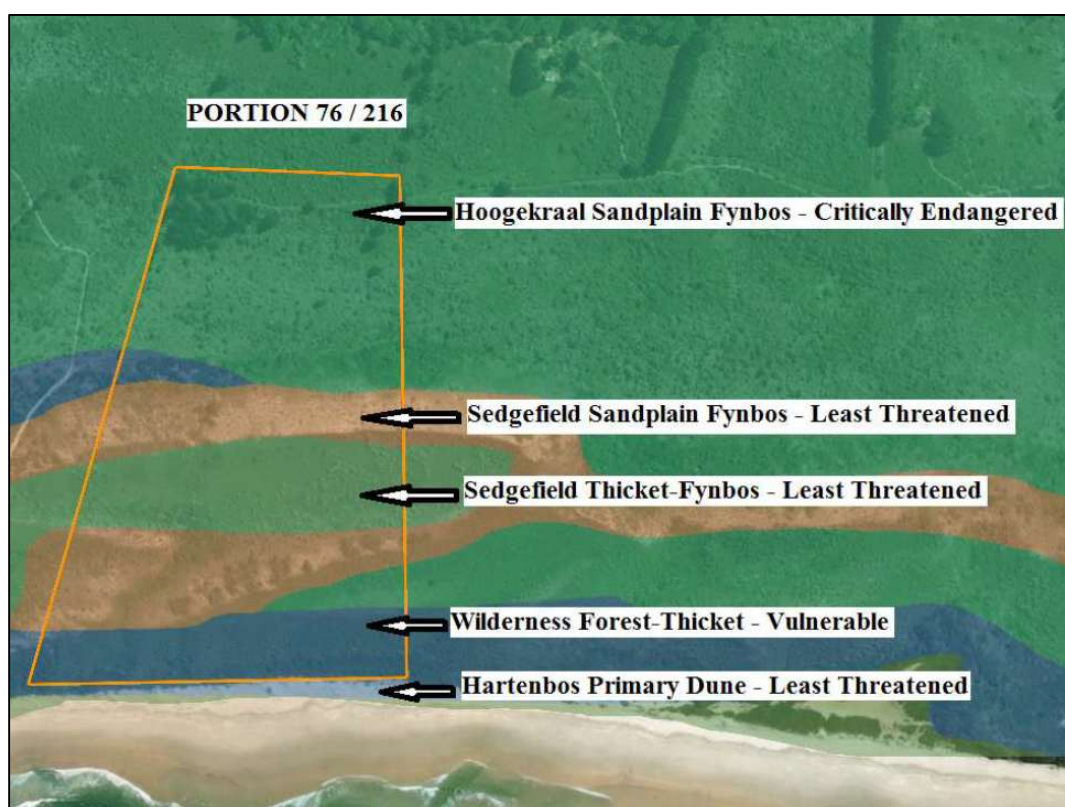 PORTION 76 / 216
Hoogekraal Sandplain Fynbos - Critically Endangered
Sedgefield Sandplain Fynbos - Least Threatened
Sedgefield Thicket-Fynbos - Least Threatened
Wilderness Forest-Thicket - Vulnerable
Hartenbos Primary Dune - Least Threatened